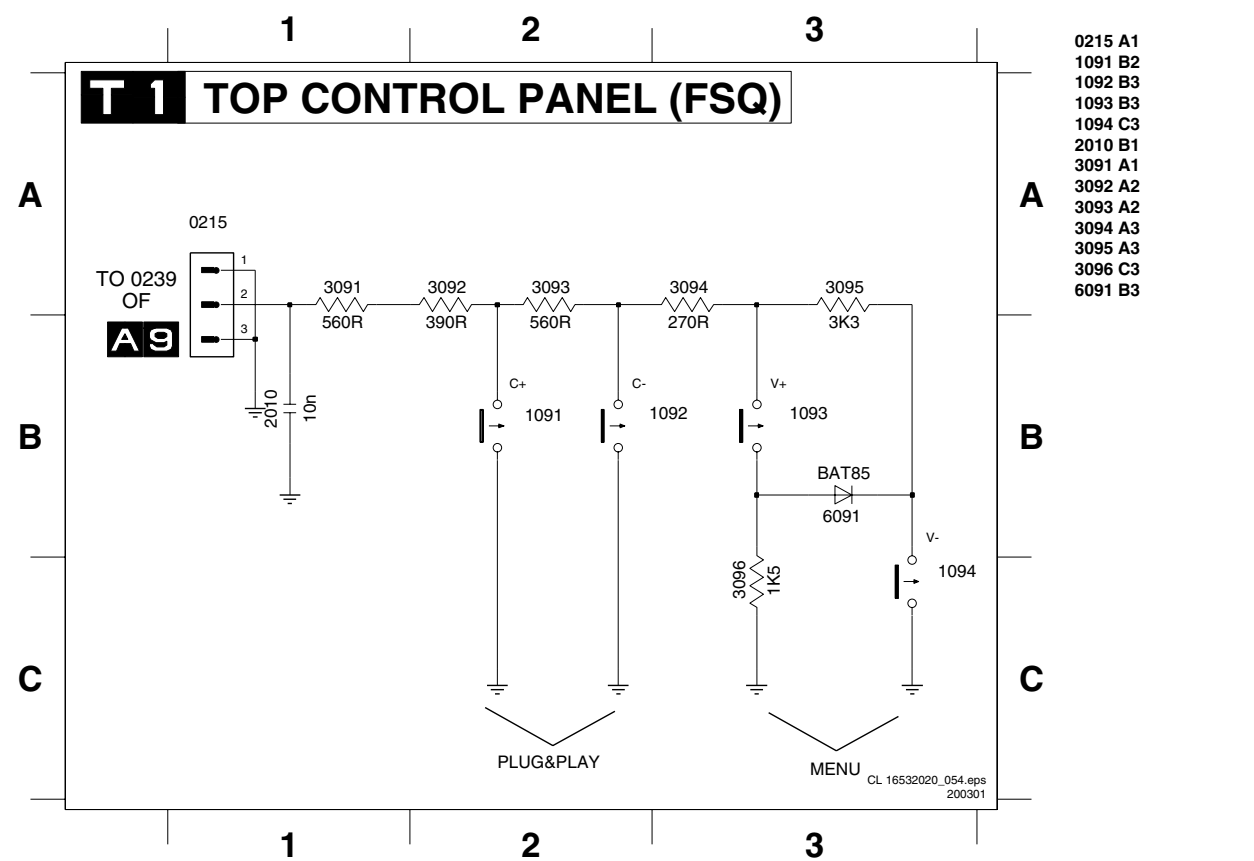 1 2 3
T 1 TOP CONTROL PANEL (FSQ)
0215 A1
1091 B2
1092 B3
1093 B3
1094 C3
2010 B1
3091 A1
3092 A2
3093 A2
3094 A3
3095 A3
3096 C3
6091 B3
A A
0215
TO 0239
OF
A 9
1
2
3
3091 3092 3093 3094 3095
560R 390R 560R 270R 3K3
2010
10n
C+ C- V+
1091 1092 1093
B B
BAT85
6091
V-
1094
3096
1K5
C C
PLUG&PLAY
MENU
CL 16532020_054.eps
200301
1 2 3